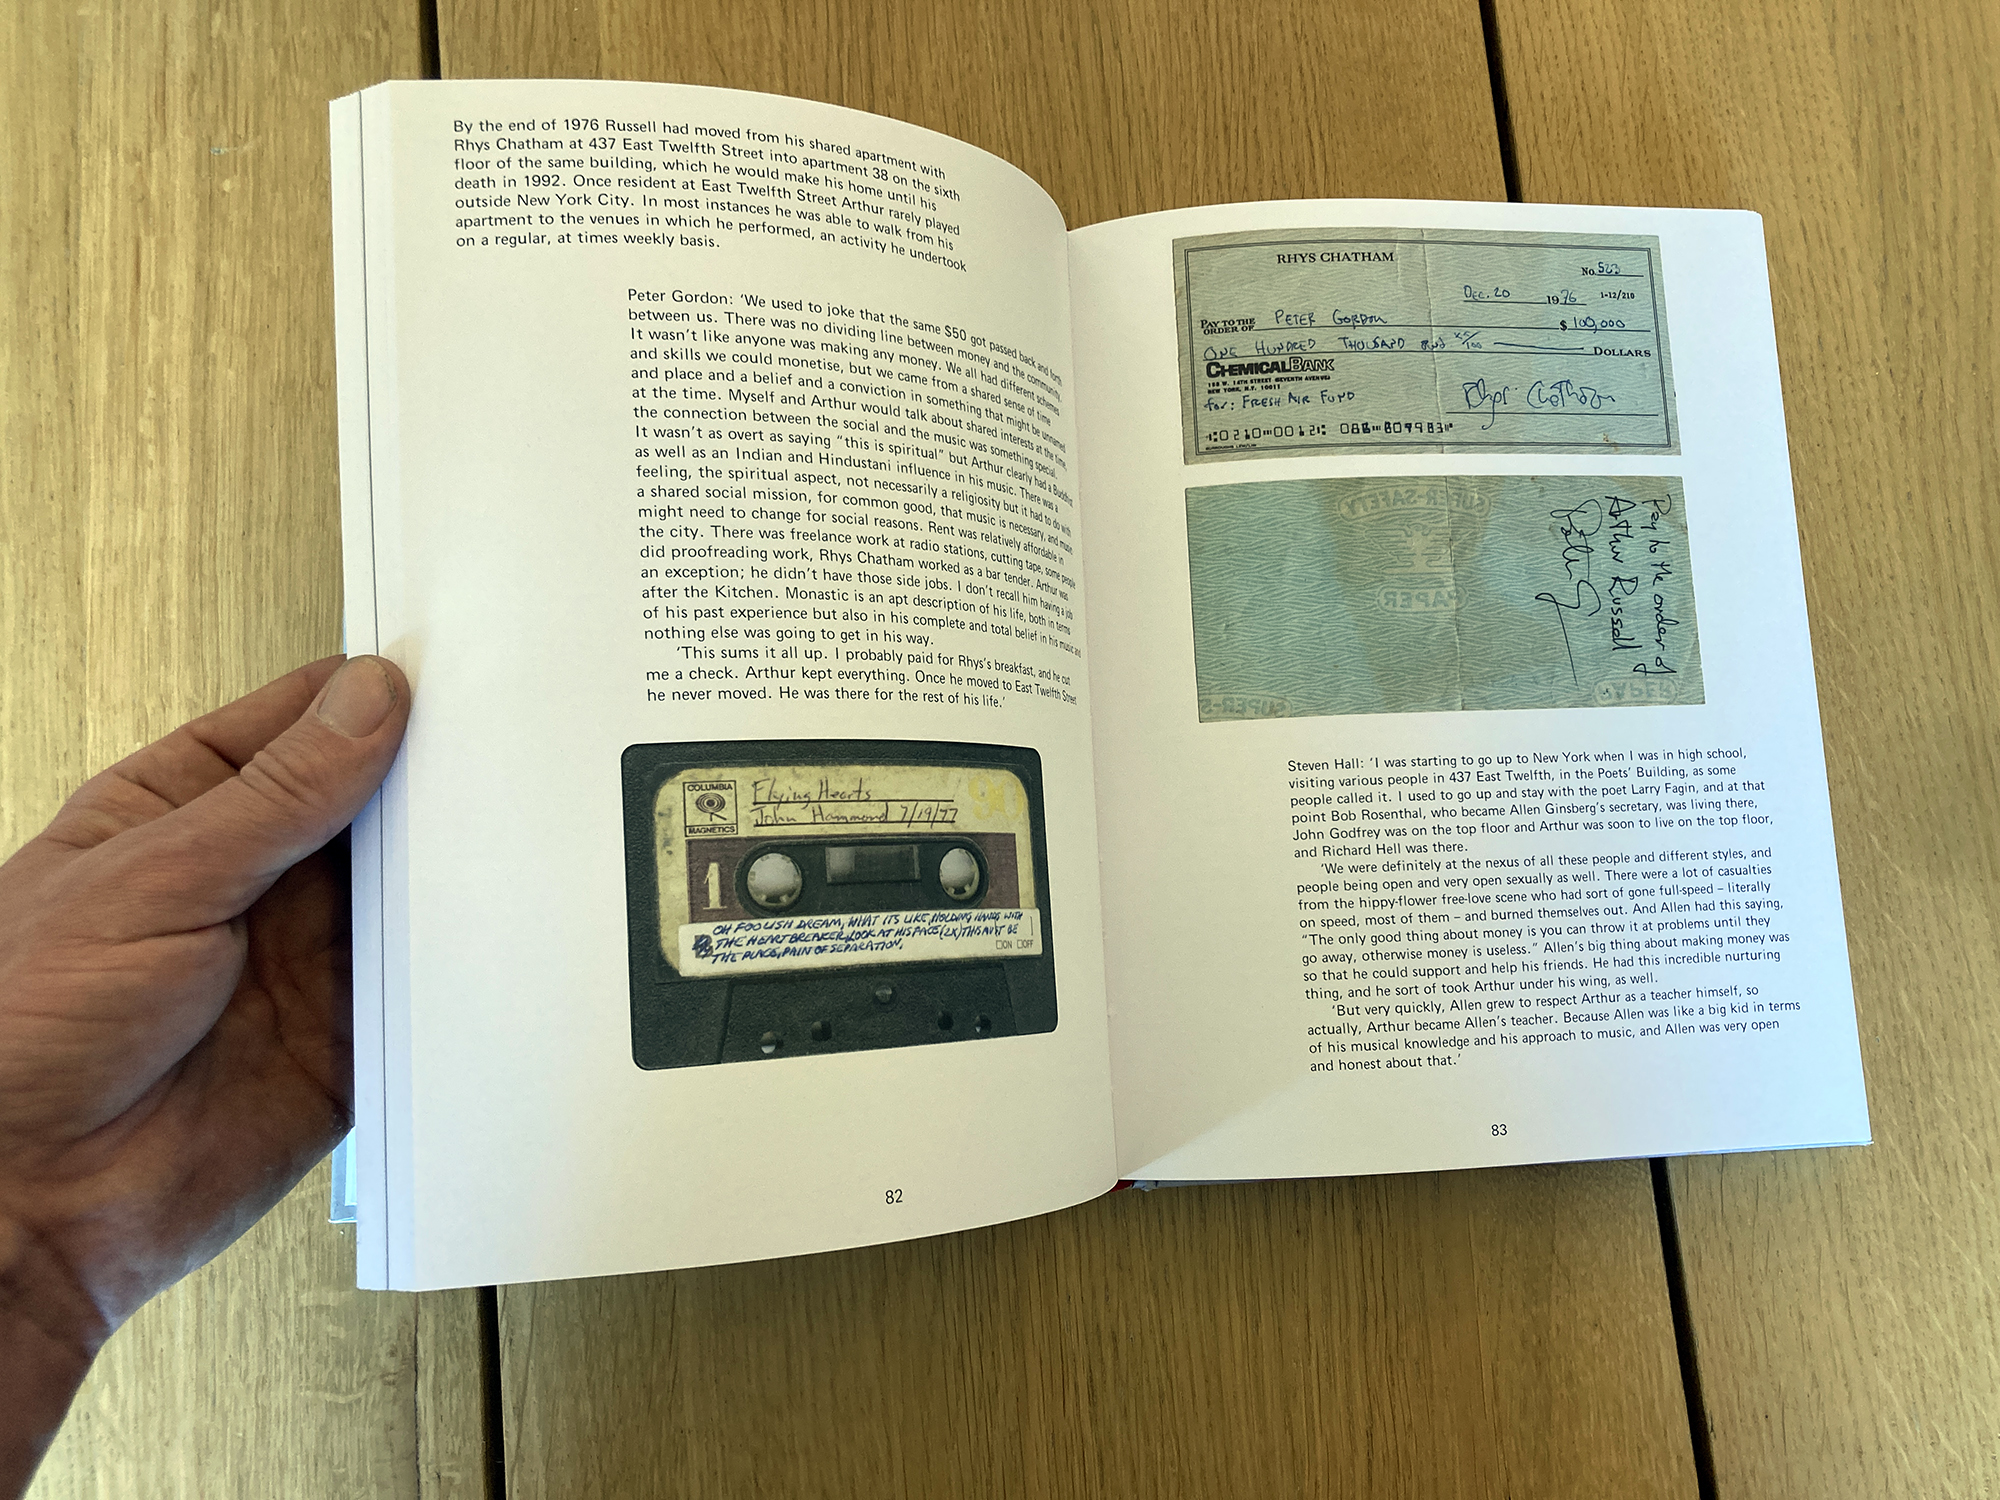 By the end of 1976 Russell had moved from his shared apartment with
Rhys Chatham at 437 East Twelfth Street into apartment 38 on the sixth
floor of the same building, which he would make his home until his
death in 1992. Once resident at East Twelfth Street Arthur rarely played
outside New York City. In most instances he was able to walk from his
apartment to the venues in which he performed, an activity he undertook
on a regular, at times weekly basis.
Peter Gordon: ‘We used to joke that the same $50 got passed back and forth
between us. There was no dividing line between money and the community.
It wasn’t like anyone was making any money. We all had different schemes
and skills we could monetise, but we came from a shared sense of time
and place and a belief and a conviction in something that might be unnamed
at the time. Myself and Arthur would talk about shared interests at the time,
the connection between the social and the music was something special.
It wasn’t as overt as saying “this is spiritual” but Arthur clearly had a Buddhist
as well as an Indian and Hindustani influence in his music. There was a
feeling, the spiritual aspect, not necessarily a religiosity but it had to do with
a shared social mission, for common good, that music is necessary, and music
might need to change for social reasons. Rent was relatively affordable in
the city. There was freelance work at radio stations, cutting tape, some people
did proofreading work, Rhys Chatham worked as a bar tender. Arthur was
an exception; he didn’t have those side jobs. I don’t recall him having a job
after the Kitchen. Monastic is an apt description of his life, both in terms
of his past experience but also in his complete and total belief in his music and
nothing else was going to get in his way.
‘This sums it all up. I probably paid for Rhys’s breakfast, and he cut
me a check. Arthur kept everything. Once he moved to East Twelfth Street
he never moved. He was there for the rest of his life.’
COLUMBIA
MAGNETICS
Flying Hearts
John Hammond 7/19/77
1
OH FOOLISH DREAM, WHAT ITS LIKE, HOLDING HANDS WITH
THE HEARTBREAKER, LOOK AT HIS FACE (2X) THIS MUST BE
THE PLACE, PAIN OF SEPARATION.
ON OFF
82
RHYS CHATHAM
No. 523
Dec. 20 1976 1-12/210
PAY TO THE ORDER OF PETER GORDON $ 100,000
ONE HUNDRED THOUSAND and /100 DOLLARS
CHEMICAL BANK
NEW YORK, N.Y. 10011
for: FRESH AIR FUND Rhys Chatham
SUPER-SAFETY
PAPER
Pay to the order of
Arthur Russell
SUPER-S
PAPER
Steven Hall: ‘I was starting to go up to New York when I was in high school,
visiting various people in 437 East Twelfth, in the Poets’ Building, as some
people called it. I used to go up and stay with the poet Larry Fagin, and at that
point Bob Rosenthal, who became Allen Ginsberg’s secretary, was living there,
John Godfrey was on the top floor and Arthur was soon to live on the top floor,
and Richard Hell was there.
‘We were definitely at the nexus of all these people and different styles, and
people being open and very open sexually as well. There were a lot of casualties
from the hippy-flower free-love scene who had sort of gone full-speed – literally
on speed, most of them – and burned themselves out. And Allen had this saying,
“The only good thing about money is you can throw it at problems until they
go away, otherwise money is useless.” Allen’s big thing about making money was
so that he could support and help his friends. He had this incredible nurturing
thing, and he sort of took Arthur under his wing, as well.
‘But very quickly, Allen grew to respect Arthur as a teacher himself, so
actually, Arthur became Allen’s teacher. Because Allen was like a big kid in terms
of his musical knowledge and his approach to music, and Allen was very open
and honest about that.’
83